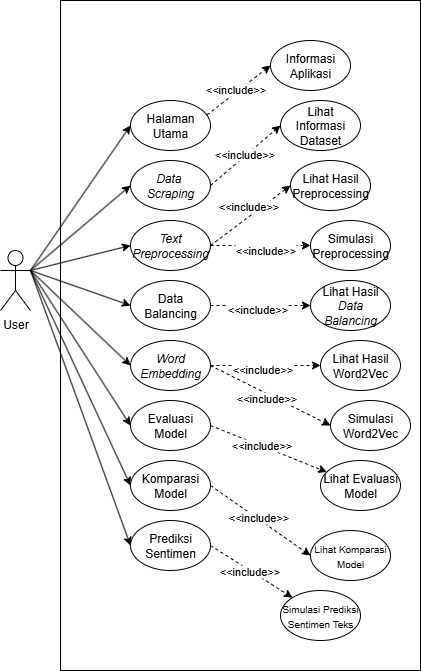 Informasi
Aplikasi
<<include>>
Halaman
Utama
Lihat
Informasi
Dataset
<<include>>
Data
Scraping
Lihat Hasil
Preprocessing
<<include>>
Text
Preprocessing
<<include>>
Simulasi
Preprocessing
User
Data
Balancing
<<include>>
Lihat Hasil
Data
Balancing
Word
Embedding
<<include>>
Lihat Hasil
Word2Vec
<<include>>
Simulasi
Word2Vec
Evaluasi
Model
<<include>>
Lihat Evaluasi
Model
Komparasi
Model
<<include>>
Lihat Komparasi
Model
Prediksi
Sentimen
<<include>>
Simulasi Prediksi
Sentimen Teks